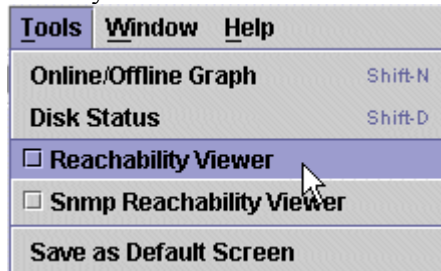 Tools Window Help
Online/Offline Graph Shift-N
Disk Status Shift-D
Reachability Viewer
Snmp Reachability Viewer
Save as Default Screen